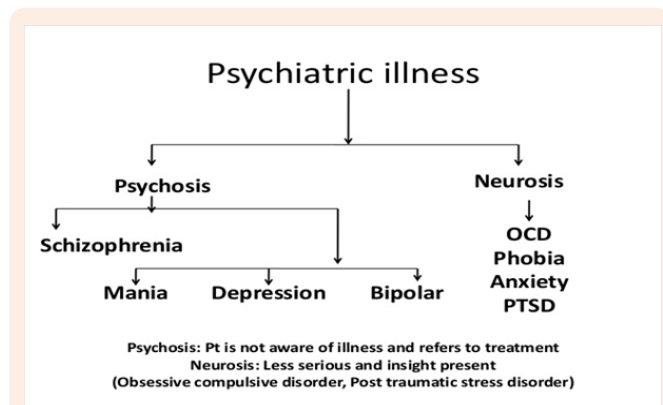 Psychiatric illness
Psychosis
Neurosis
Schizophrenia
OCD
Phobia
Anxiety
PTSD
Mania Depression Bipolar
Psychosis: Pt is not aware of illness and refers to treatment
Neurosis: Less serious and insight present
(Obsessive compulsive disorder, Post traumatic stress disorder)